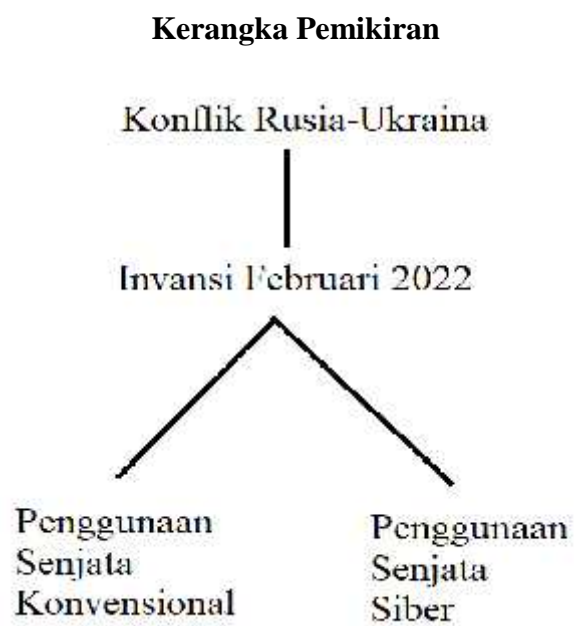 Kerangka Pemikiran
Konflik Rusia-Ukraina
Invansi Februari 2022
Penggunaan
Senjata
Konvensional
Penggunaan
Senjata
Siber